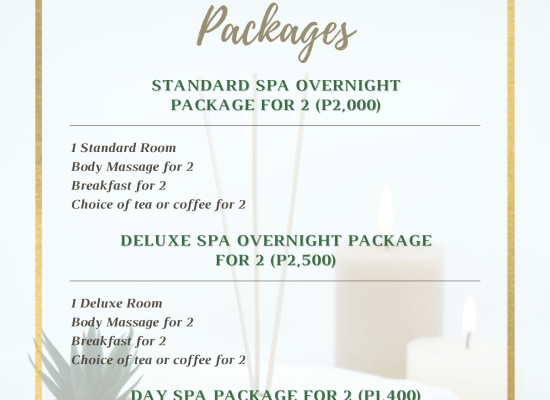 Packages
STANDARD SPA OVERNIGHT
PACKAGE FOR 2 (P2,000)
1 Standard Room
Body Massage for 2
Breakfast for 2
Choice of tea or coffee for 2
DELUXE SPA OVERNIGHT PACKAGE
FOR 2 (P2,500)
1 Deluxe Room
Body Massage for 2
Breakfast for 2
Choice of tea or coffee for 2
DAY SPA PACKAGE FOR 2 (P1,400)